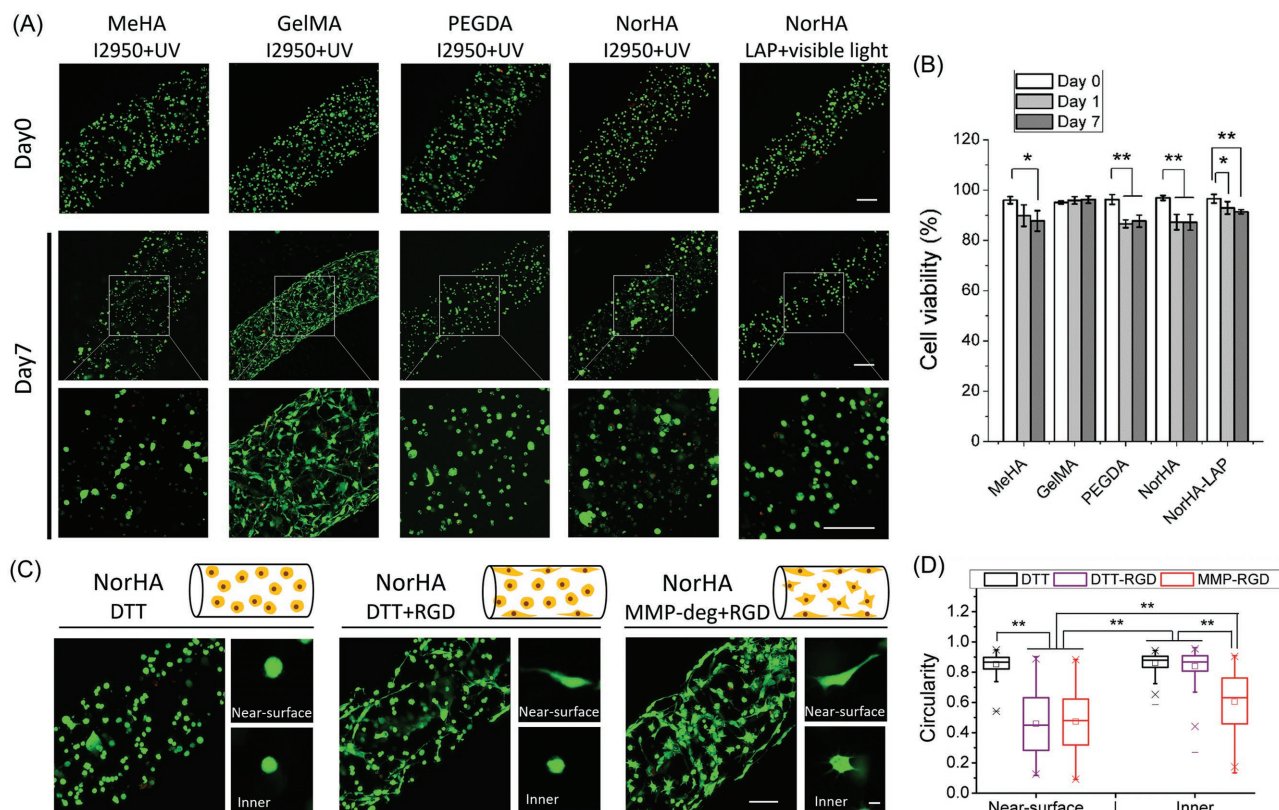 (A)
MeHA
I2950+UV
GelMA
I2950+UV
PEGDA
I2950+UV
NorHA
I2950+UV
NorHA
LAP+visible light
Day0
Day7
(B)
Day 0
Day 1
Day 7
Cell viability (%)
120
100
80
60
40
20
0
*
**
**
**
*
MeHA
GelMA
PEGDA
NorHA
NorHA-LAP
(C)
NorHA
DTT
Near-surface
Inner
NorHA
DTT+RGD
Near-surface
Inner
NorHA
MMP-deg+RGD
Near-surface
Inner
(D)
DTT
DTT-RGD
MMP-RGD
Circularity
1.2
1.0
0.8
0.6
0.4
0.2
0.0
**
**
**
**
Near-surface
Inner